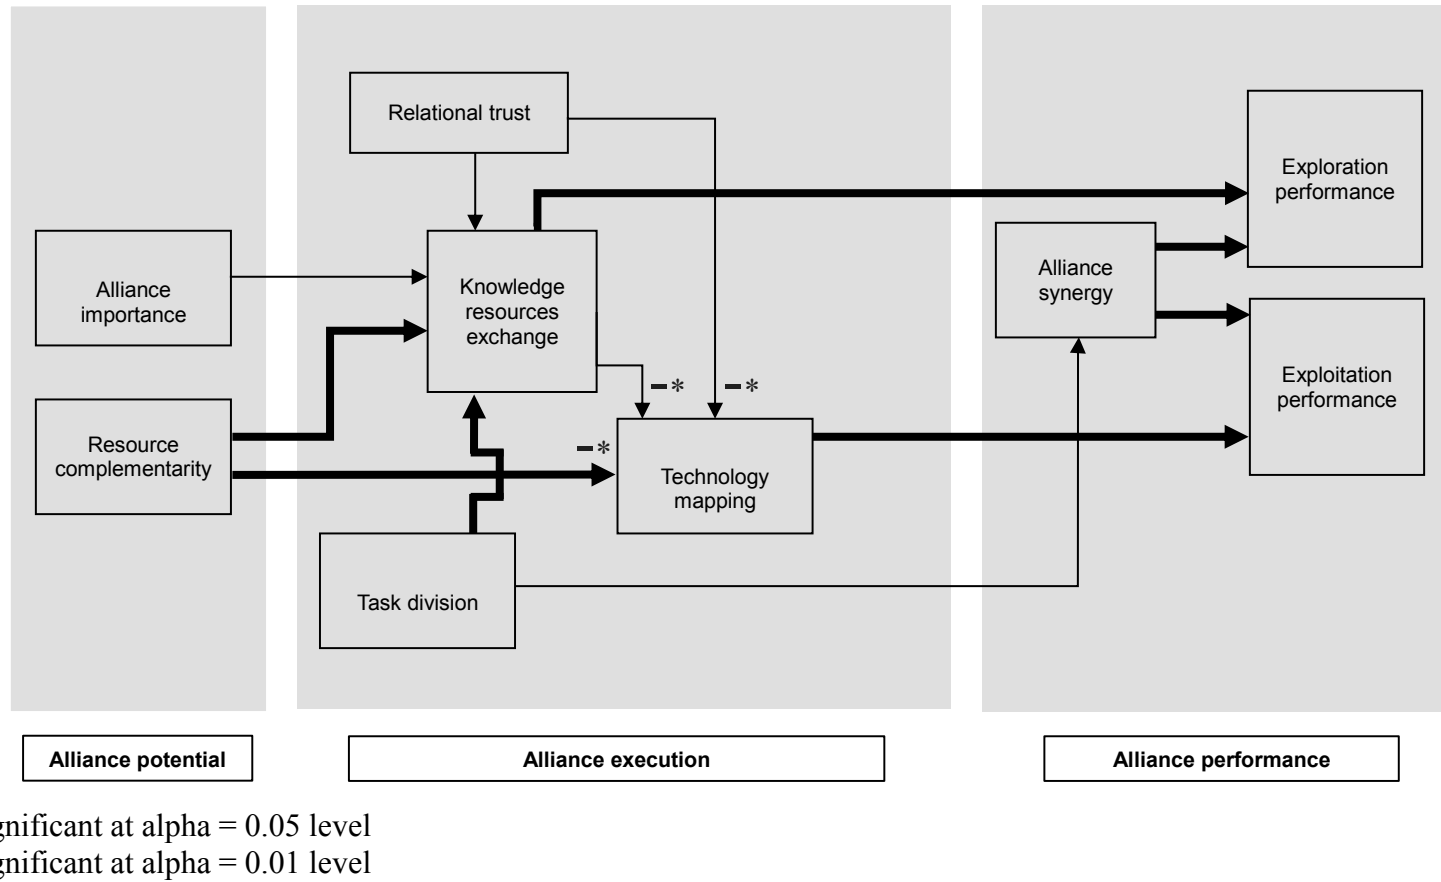 Relational trust
Exploration
performance
Alliance
importance
Knowledge
resources
exchange
Alliance
synergy
–*
–*
Exploitation
performance
Resource
complementarity
–*
Technology
mapping
Task division
Alliance potential
Alliance execution
Alliance performance
gnificant at alpha = 0.05 level
gnificant at alpha = 0.01 level